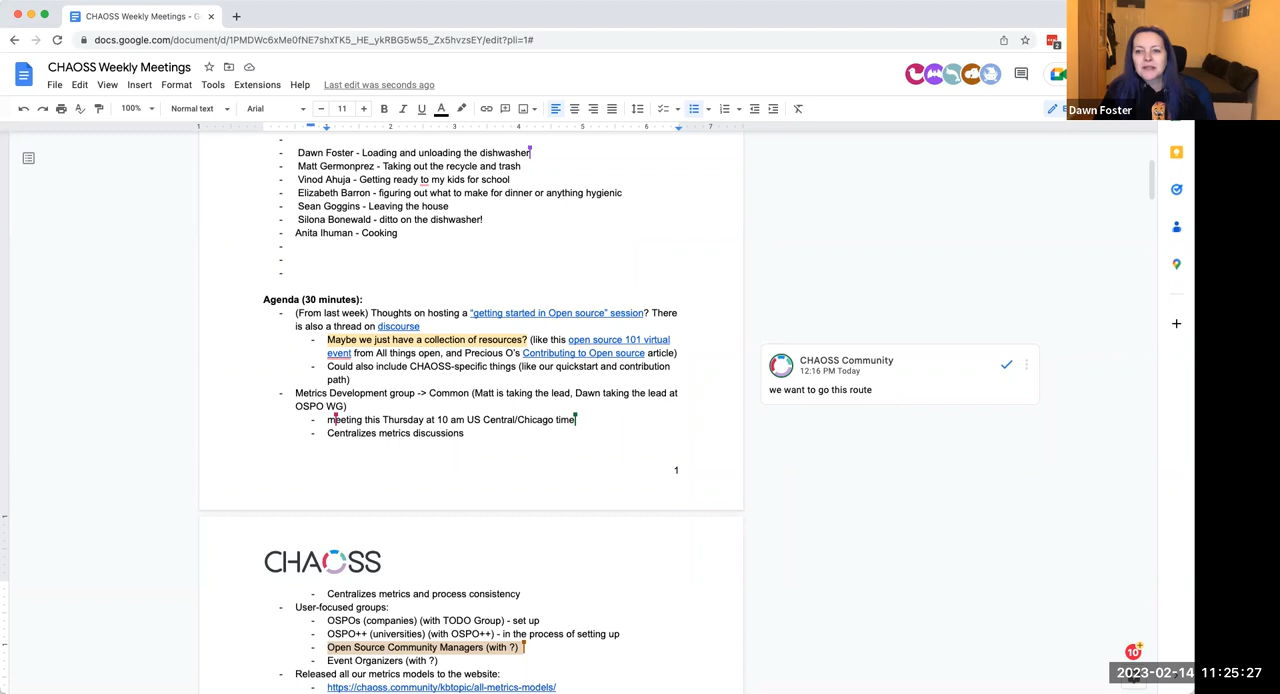 CHAOSS Weekly Meetings - G
docs.google.com/document/d/1PMDWc6xMe0fNE7shxTK5_HE_ykRBG5w55_Zx5hvzsEY/edit?pli=1#
2
CHAOSS Weekly Meetings
File Edit View Insert Format Tools Extensions Help Last edit was seconds ago
100% Normal text Arial 11
Dawn Foster
1 1 2 3 4 5 6 7
-
- Dawn Foster - Loading and unloading the dishwasher
- Matt Germonprez - Taking out the recycle and trash
- Vinod Ahuja - Getting ready to my kids for school
- Elizabeth Barron - figuring out what to make for dinner or anything hygienic
- Sean Goggins - Leaving the house
- Silona Bonewald - ditto on the dishwasher!
- Anita Ihuman - Cooking
-
-
-
Agenda (30 minutes):
- (From last week) Thoughts on hosting a “getting started in Open source” session? There
is also a thread on discourse
- Maybe we just have a collection of resources? (like this open source 101 virtual
event from All things open, and Precious O's Contributing to Open source article)
- Could also include CHAOSS-specific things (like our quickstart and contribution
path)
- Metrics Development group -> Common (Matt is taking the lead, Dawn taking the lead at
OSPO WG)
- meeting this Thursday at 10 am US Central/Chicago time
- Centralizes metrics discussions
1
CHAOSS Community
12:16 PM Today
we want to go this route
CHAOSS
- Centralizes metrics and process consistency
- User-focused groups:
- OSPOs (companies) (with TODO Group) - set up
- OSPO++ (universities) (with OSPO++) - in the process of setting up
- Open Source Community Managers (with ?)
- Event Organizers (with ?)
- Released all our metrics models to the website:
- https://chaoss.community/kbtopic/all-metrics-models/
10
2023-02-14 11:25:27